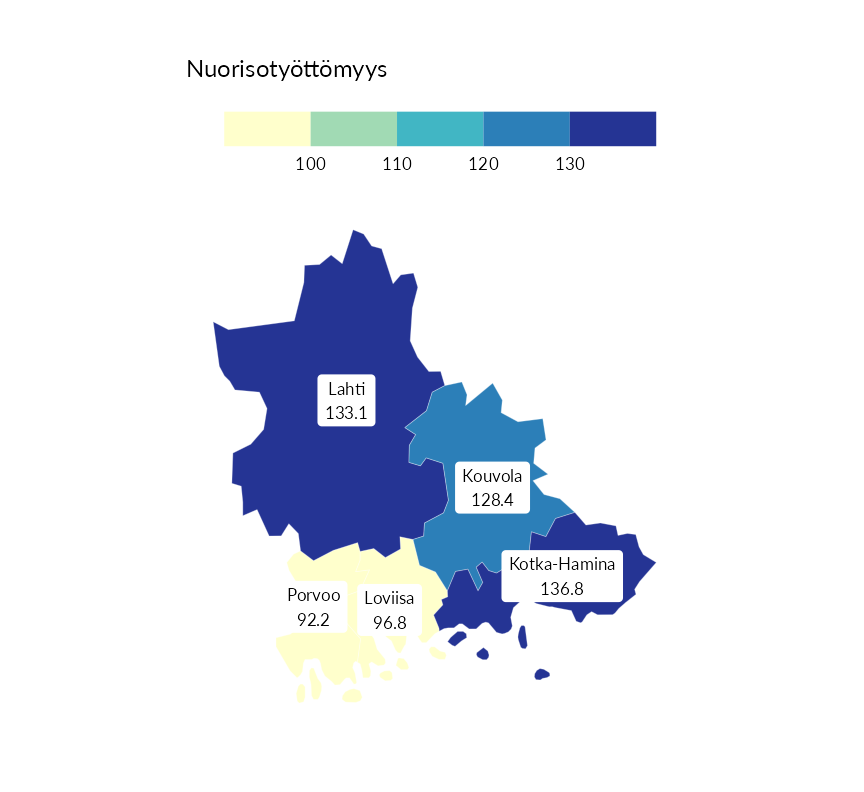 Nuorisotyöttömyys
100 110 120 130
Lahti
133.1
Kouvola
128.4
Kotka-Hamina
136.8
Porvoo
92.2
Loviisa
96.8